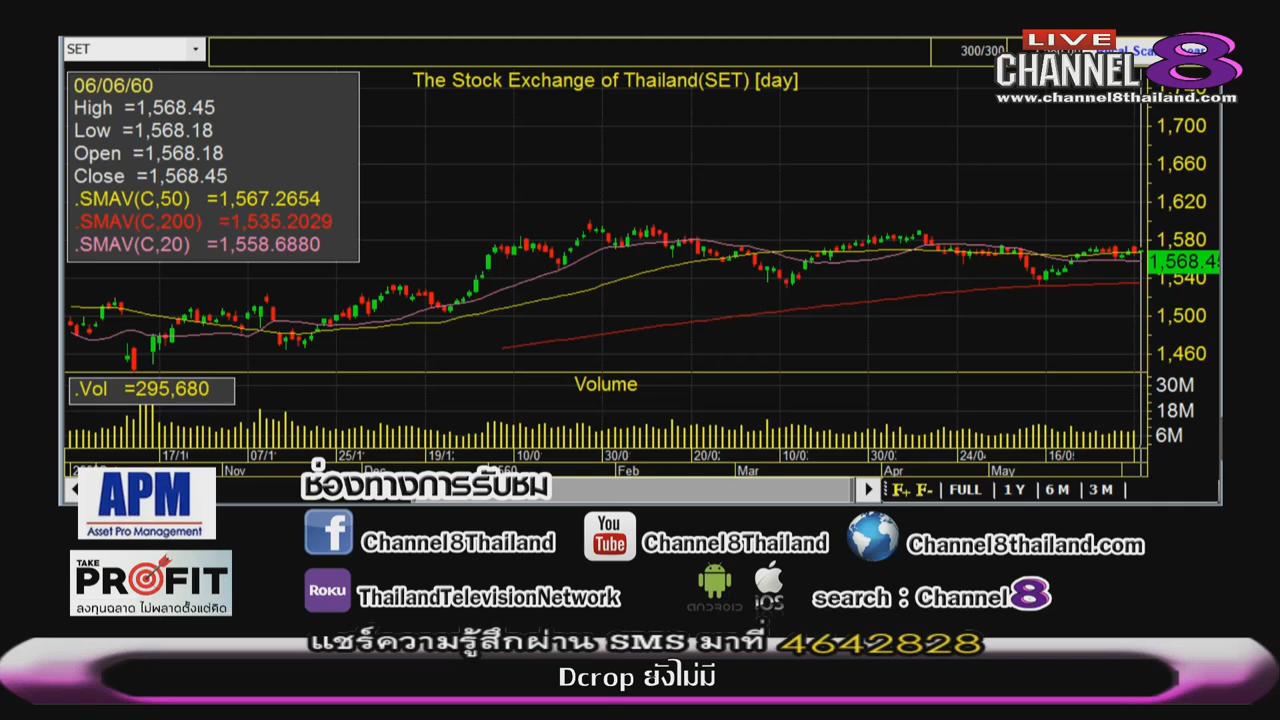 SET
300/300
LIVE
CHANNEL 8
www.channel8thailand.com
The Stock Exchange of Thailand(SET) [day]
06/06/60
High =1,568.45
Low =1,568.18
Open =1,568.18
Close =1,568.45
.SMAV(C,50) =1,567.2654
.SMAV(C,200) =1,535.2029
.SMAV(C,20) =1,558.6880
1,700
1,660
1,620
1,580
1,568.45
1,540
1,500
1,460
.Vol =295,680
Volume
30M
18M
6M
17/1 07/1 25/1 19/1 10/0 30/0 20/0 10/0 30/0 24/0 16/0
Nov Dec Feb Mar Apr May
F+ F- FULL 1 Y 6 M 3 M
APM
Asset Pro Management
TAKE
PROFIT
ลงทุนฉลาด ไม่พลาดตั้งแต่คิด
ช่องทางการรับชม
f Channel8Thailand You Tube Channel8Thailand Channel8thailand.com
ROKU ThailandTelevisionNetwork iOS search : Channel8
แชร์ความรู้สึกผ่าน SMS มาที่ 4642828
Dcrop ยังไม่มี